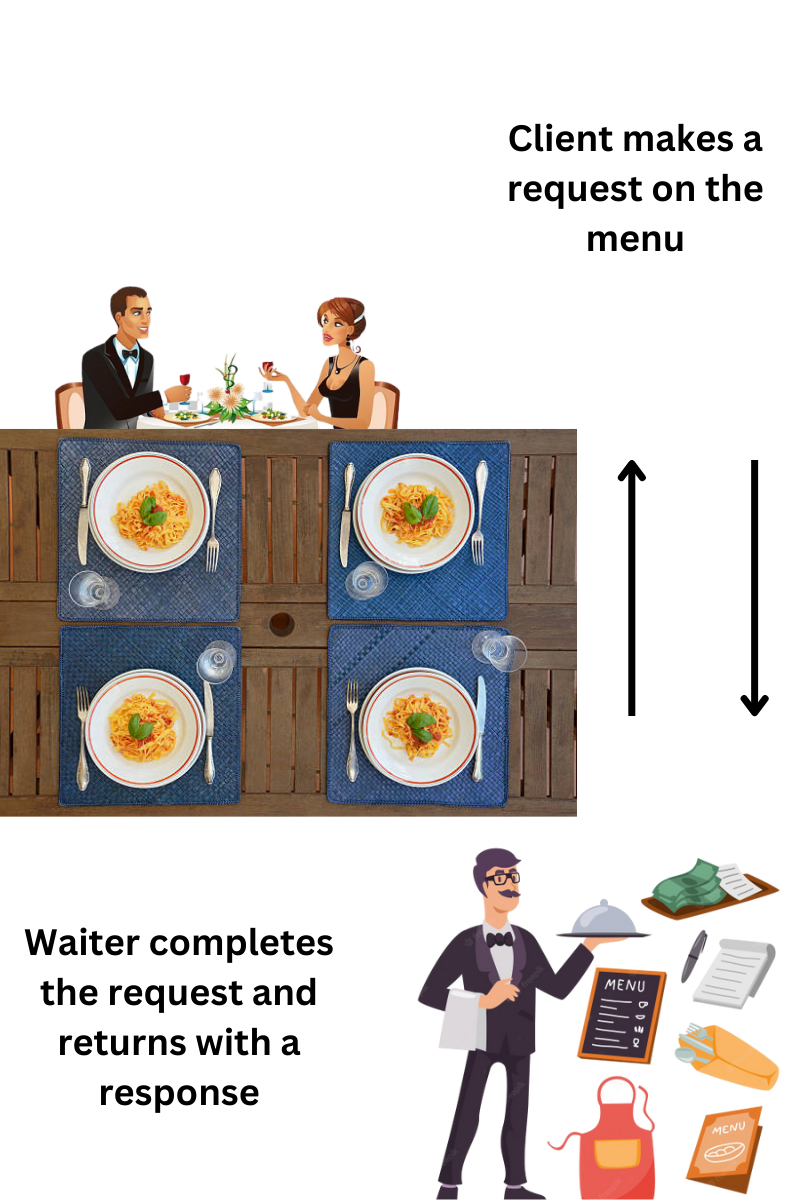 Client makes a
request on the
menu
Waiter completes
the request and
returns with a
response
MENU
MENU